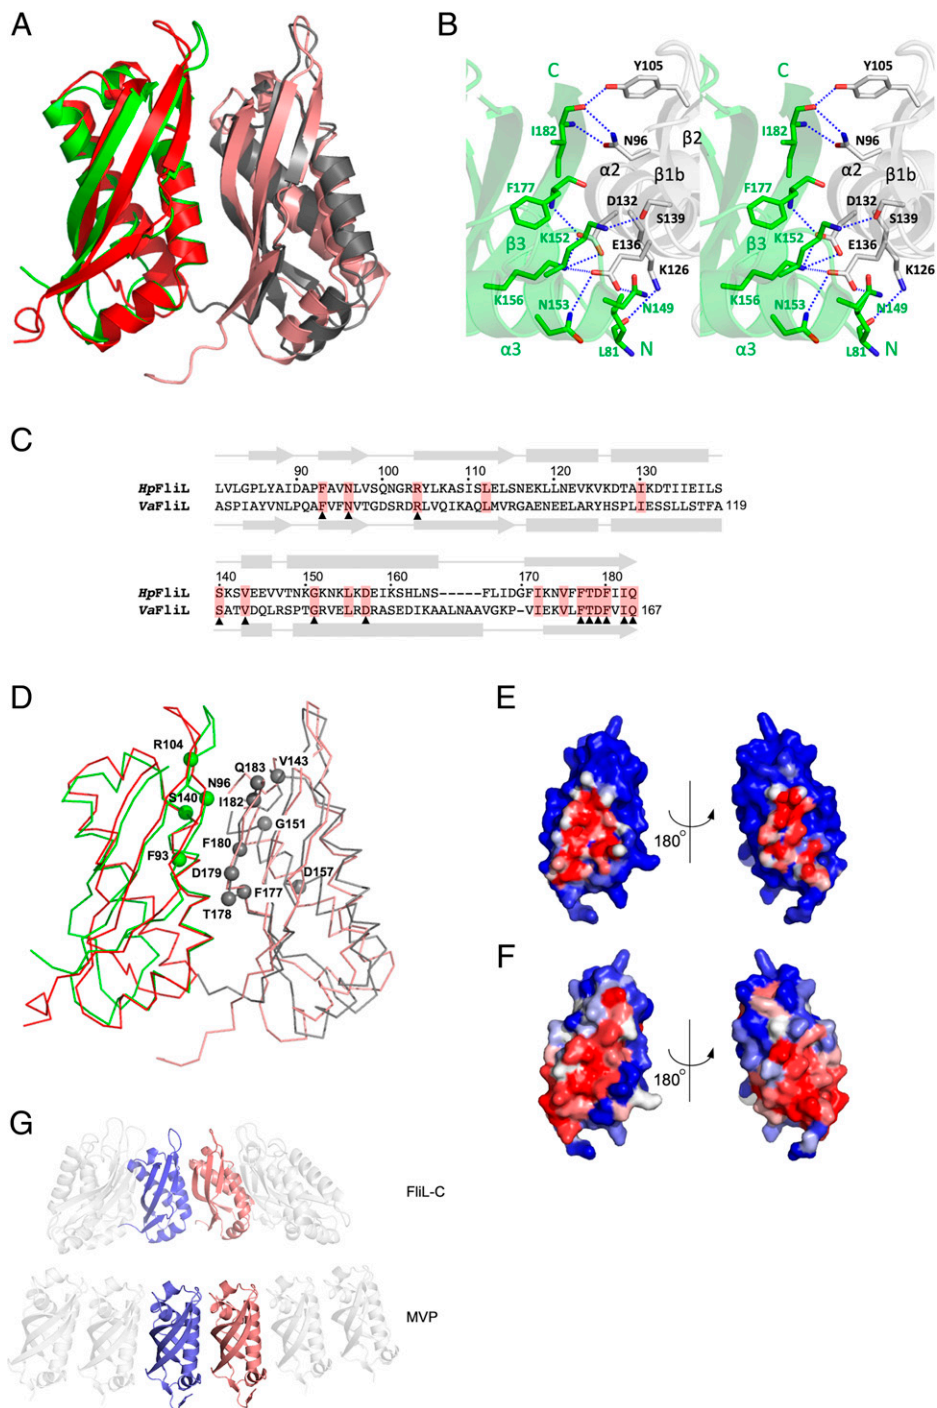 A
B
C
Y105
C
Y105
I182
N96
β2
I182
N96
β2
α2
β1b
α2
β1b
F177
D132
S139
F177
D132
S139
β3
K152
E136
β3
K152
E136
K126
K126
K156
N153
N149
K156
N153
N149
α3
L81
N
α3
L81
N
C
90 100 110 120 130
HpFliL LVLGPLYAIDAPFAVNLVSQNGRRYLKASISLELSNEKLLNEVKVKDTAIKDTIIEILS
VaFliL ASPIAYVNLPQAFVFNVTGDSRDRLVQIKAQLMVRGAENEELARYHSPLIESSLLSTFA 119
140 150 160 170 180
HpFliL SKSVEEVVTNKGKNKLKDEIKSHLNS-----FLIDGFIKNVFFTDFIIQ
VaFliL SATVDQLRSPTGRVELRDRASEDIKAALNAAVGKP-VIEKVLFTDFVIQ 167
D
R104
Q183
V143
N96
S140
I182
G151
F93
F180
D179
D157
F177
T178
E
180°
F
180°
G
FliL-C
MVP